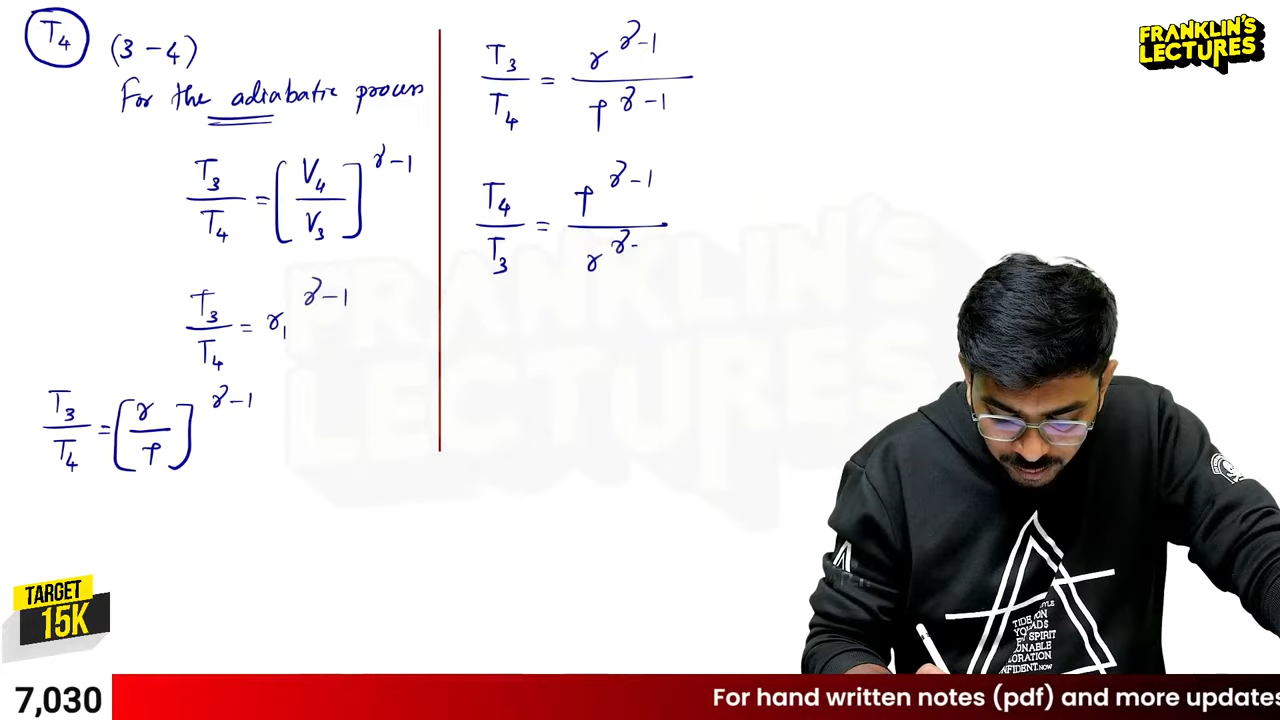 T₄ (3-4)
For the adiabatic process
T₃/T₄ = [V₄/V₃]^γ-1
T₃/T₄ = r₁^γ-1
T₃/T₄ = [r/ρ]^γ-1
T₃/T₄ = r^γ-1/ρ^γ-1
T₄/T₃ = ρ^γ-1/r^γ-
FRANKLIN'S
LECTURES
FRANKLIN'S
LECTURES
TARGET
15K
7,030
For hand written notes (pdf) and more updates